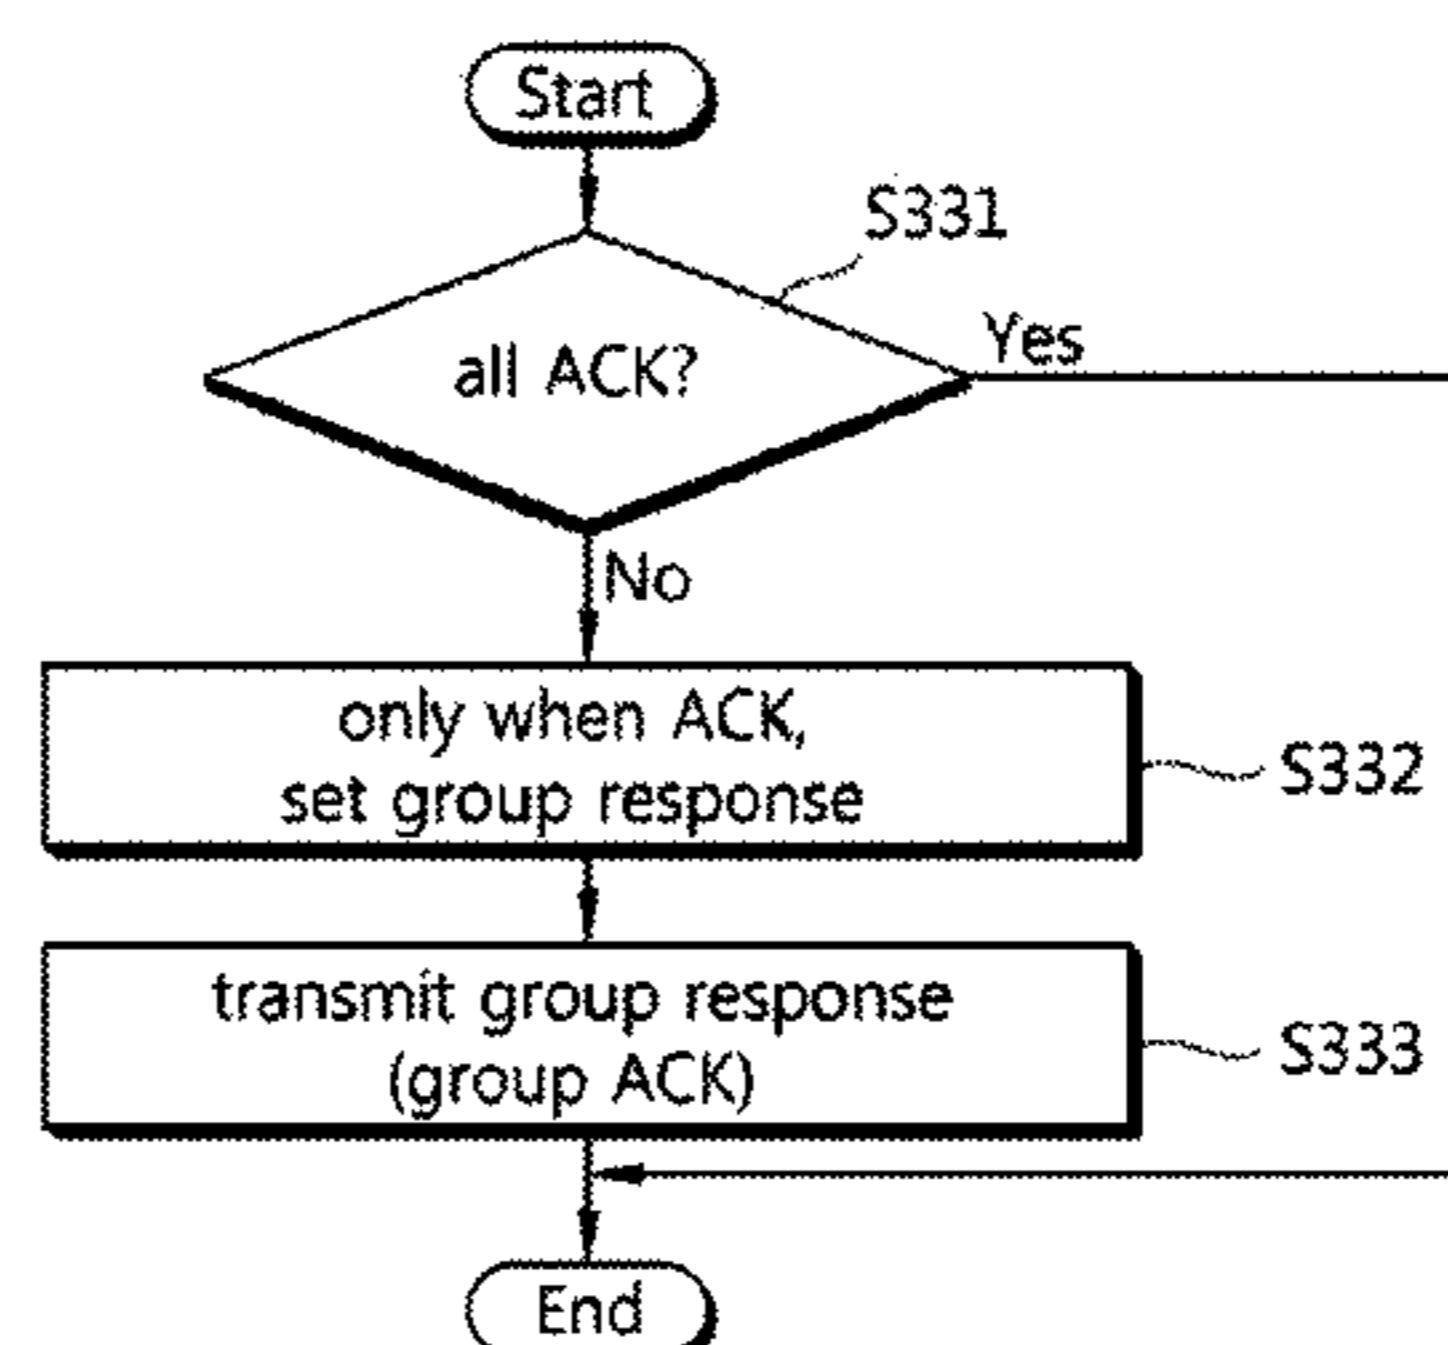 Start
S331
all ACK?
Yes
No
only when ACK,
set group response
S332
transmit group response
(group ACK)
S333
End